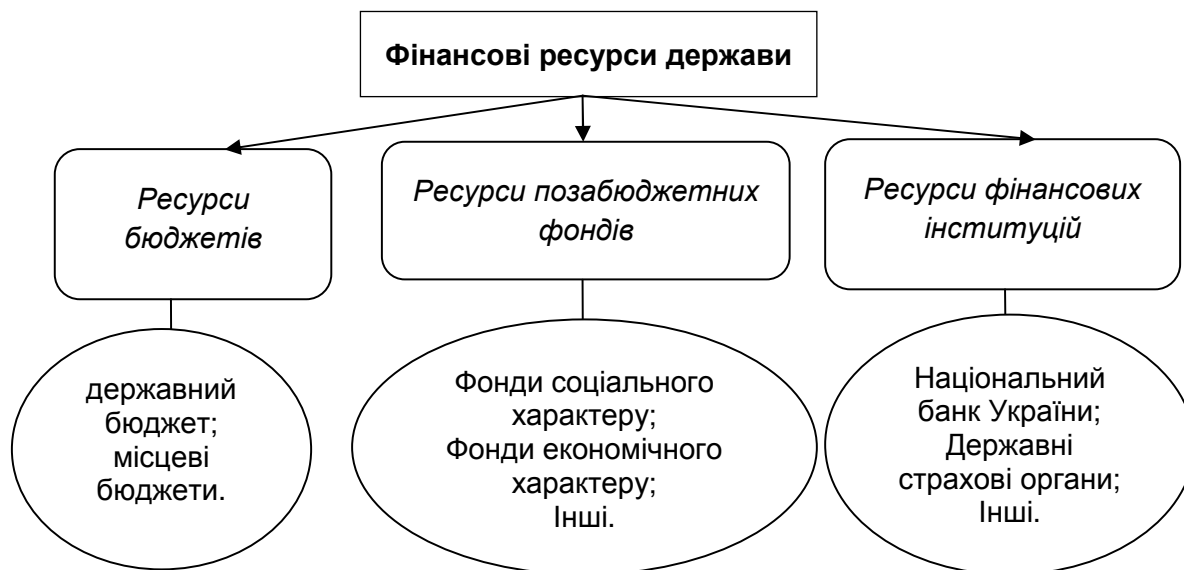 Фінансові ресурси держави
Ресурси
бюджетів
Ресурси позабюджетних
фондів
Ресурси фінансових
інституцій
державний
бюджет;
місцеві
бюджети.
Фонди соціального
характеру;
Фонди економічного
характеру;
Інші.
Національний
банк України;
Державні
страхові органи;
Інші.